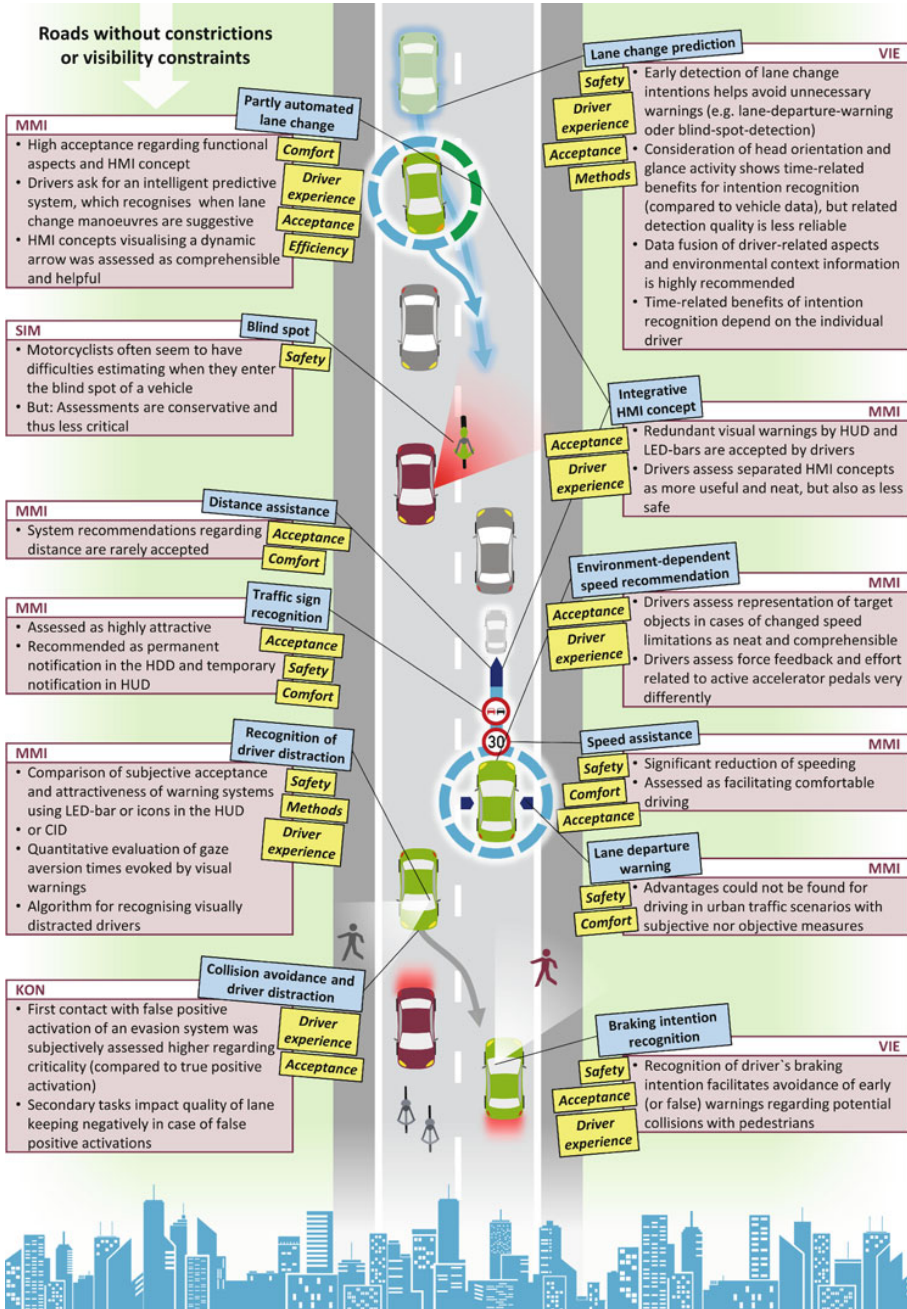 Roads without constrictions
or visibility constraints
Partly automated
lane change
MMI
Comfort
Driver
experience
Acceptance
Efficiency
• High acceptance regarding functional
aspects and HMI concept
• Drivers ask for an intelligent predictive
system, which recognises when lane
change manoeuvres are suggestive
• HMI concepts visualising a dynamic
arrow was assessed as comprehensible
and helpful
Blind spot
SIM
Safety
• Motorcyclists often seem to have
difficulties estimating when they enter
the blind spot of a vehicle
• But: Assessments are conservative and
thus less critical
Distance assistance
MMI
Acceptance
Comfort
• System recommendations regarding
distance are rarely accepted
Traffic sign
recognition
MMI
Acceptance
Safety
Comfort
• Assessed as highly attractive
• Recommended as permanent
notification in the HDD and temporary
notification in HUD
Recognition of
driver distraction
MMI
Safety
Methods
Driver
experience
• Comparison of subjective acceptance
and attractiveness of warning systems
using LED-bar or icons in the HUD
• or CID
• Quantitative evaluation of gaze
aversion times evoked by visual
warnings
• Algorithm for recognising visually
distracted drivers
Collision avoidance and
driver distraction
KON
Driver
experience
Acceptance
• First contact with false positive
activation of an evasion system was
subjectively assessed higher regarding
criticality (compared to true positive
activation)
• Secondary tasks impact quality of lane
keeping negatively in case of false
positive activations
30
Lane change prediction
VIE
Safety
Driver
experience
Acceptance
Methods
• Early detection of lane change
intentions helps avoid unnecessary
warnings (e.g. lane-departure-warning
oder blind-spot-detection)
• Consideration of head orientation and
glance activity shows time-related
benefits for intention recognition
(compared to vehicle data), but related
detection quality is less reliable
• Data fusion of driver-related aspects
and environmental context information
is highly recommended
• Time-related benefits of intention
recognition depend on the individual
driver
Integrative
HMI concept
MMI
Acceptance
Driver
experience
• Redundant visual warnings by HUD and
LED-bars are accepted by drivers
• Drivers assess separated HMI concepts
as more useful and neat, but also as less
safe
Environment-dependent
speed recommendation
MMI
Acceptance
Driver
experience
• Drivers assess representation of target
objects in cases of changed speed
limitations as neat and comprehensible
• Drivers assess force feedback and effort
related to active accelerator pedals very
differently
Speed assistance
MMI
Safety
Comfort
Acceptance
• Significant reduction of speeding
• Assessed as facilitating comfortable
driving
Lane departure
warning
MMI
Safety
Comfort
• Advantages could not be found for
driving in urban traffic scenarios with
subjective nor objective measures
Braking intention
recognition
VIE
Safety
Acceptance
Driver
experience
• Recognition of driver`s braking
intention facilitates avoidance of early
(or false) warnings regarding potential
collisions with pedestrians